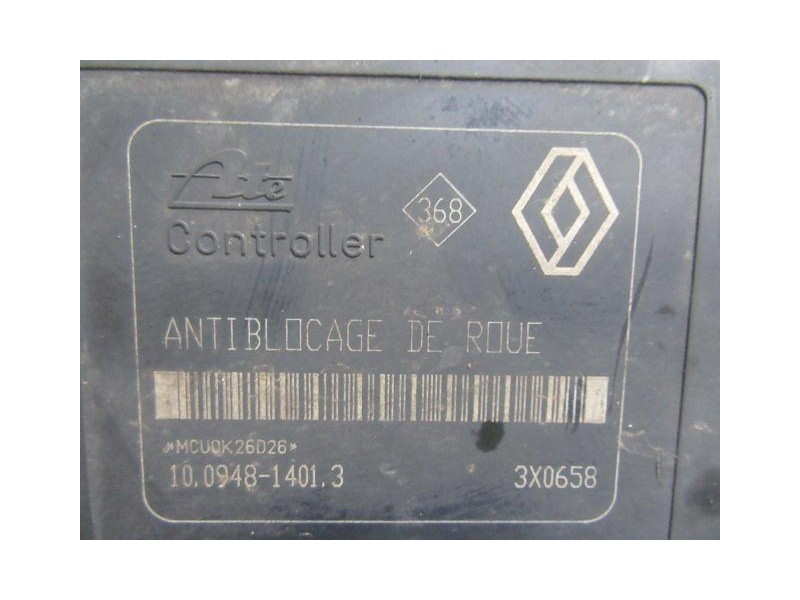 Ate
368
Controller
ANTIBLOCAGE DE ROUE
*MCU0K26D26*
10.0948-1401.3
3X0658